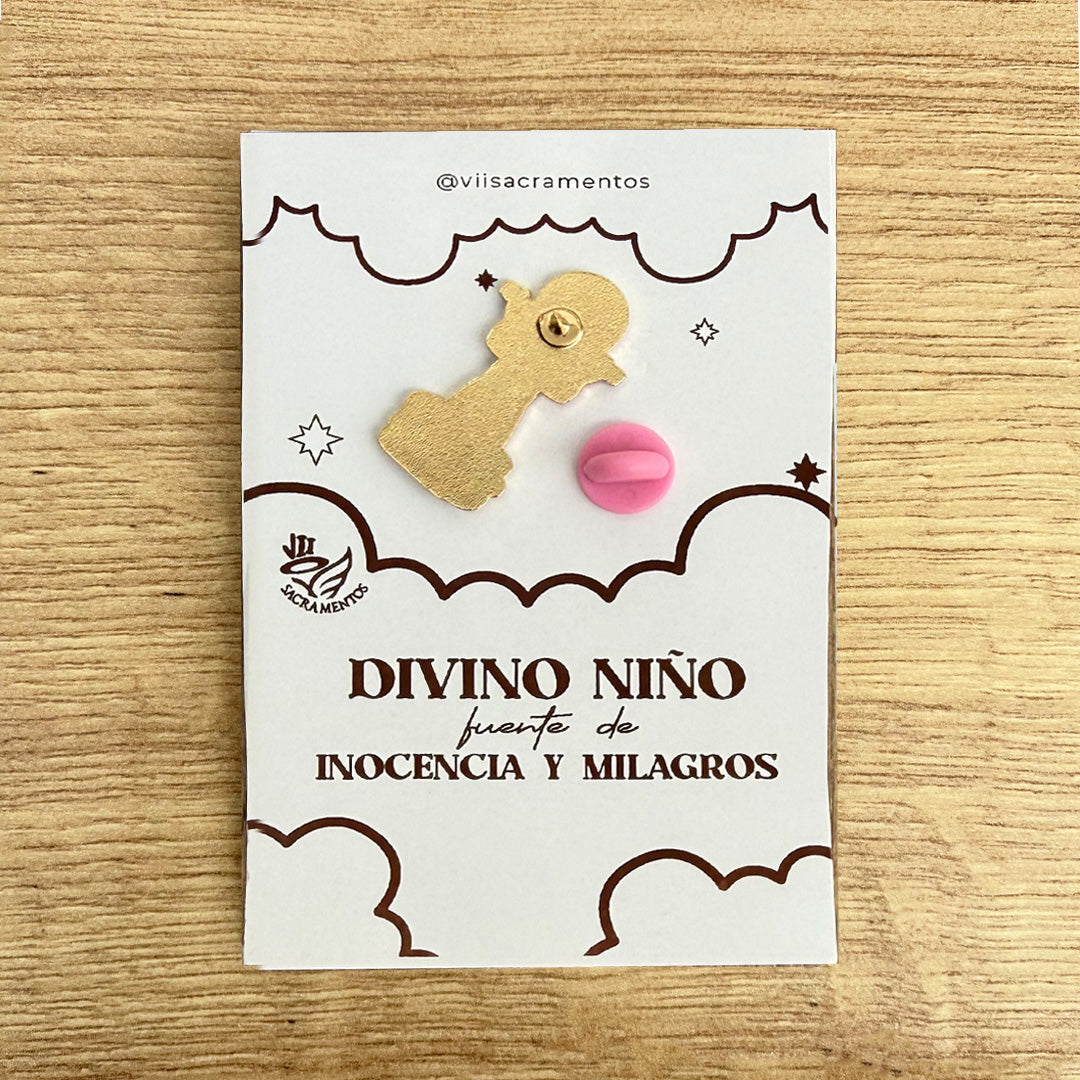 @viisacramentos
VII
SACRAMENTOS
DIVINO NIÑO
fuente de
INOCENCIA Y MILAGROS